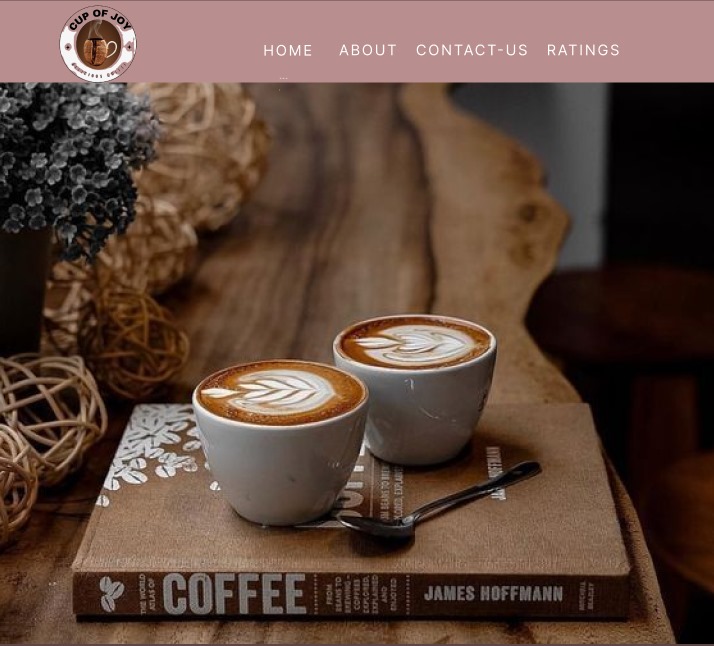 CUP OF JOY
HOME ABOUT CONTACT-US RATINGS
HOFFMANN
THE WORLD
ATLAS OF
COFFEE
FROM
BEANS TO
BREWING-
COFFEES
EXPLORED,
EXPLAINED
AND
ENJOYED
JAMES HOFFMANN
MITCHELL
BEAZLEY